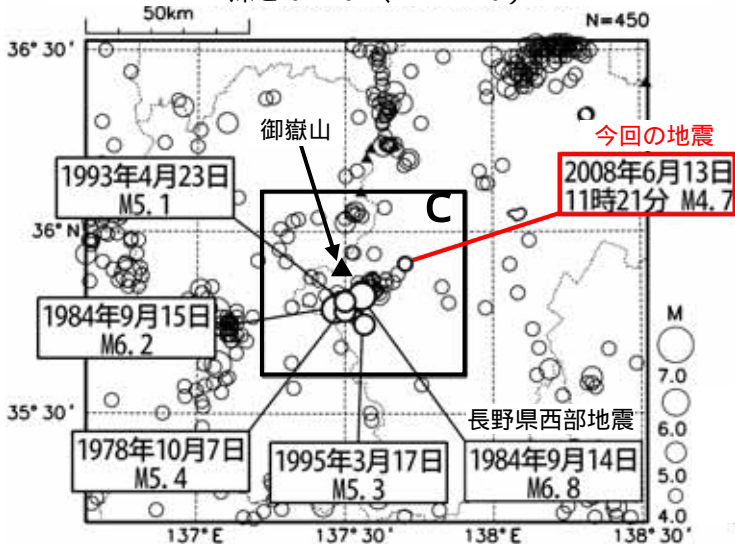 50km
N=450
36°30'
御嶽山
今回の地震
1993年4月23日
M5.1
2008年6月13日
11時21分 M4.7
C
36°N
1984年9月15日
M6.2
M
7.0
6.0
5.0
4.0
35°30'
長野県西部地震
1978年10月7日
M5.4
1995年3月17日
M5.3
1984年9月14日
M6.8
137°E
137°30'
138°E
138°30'